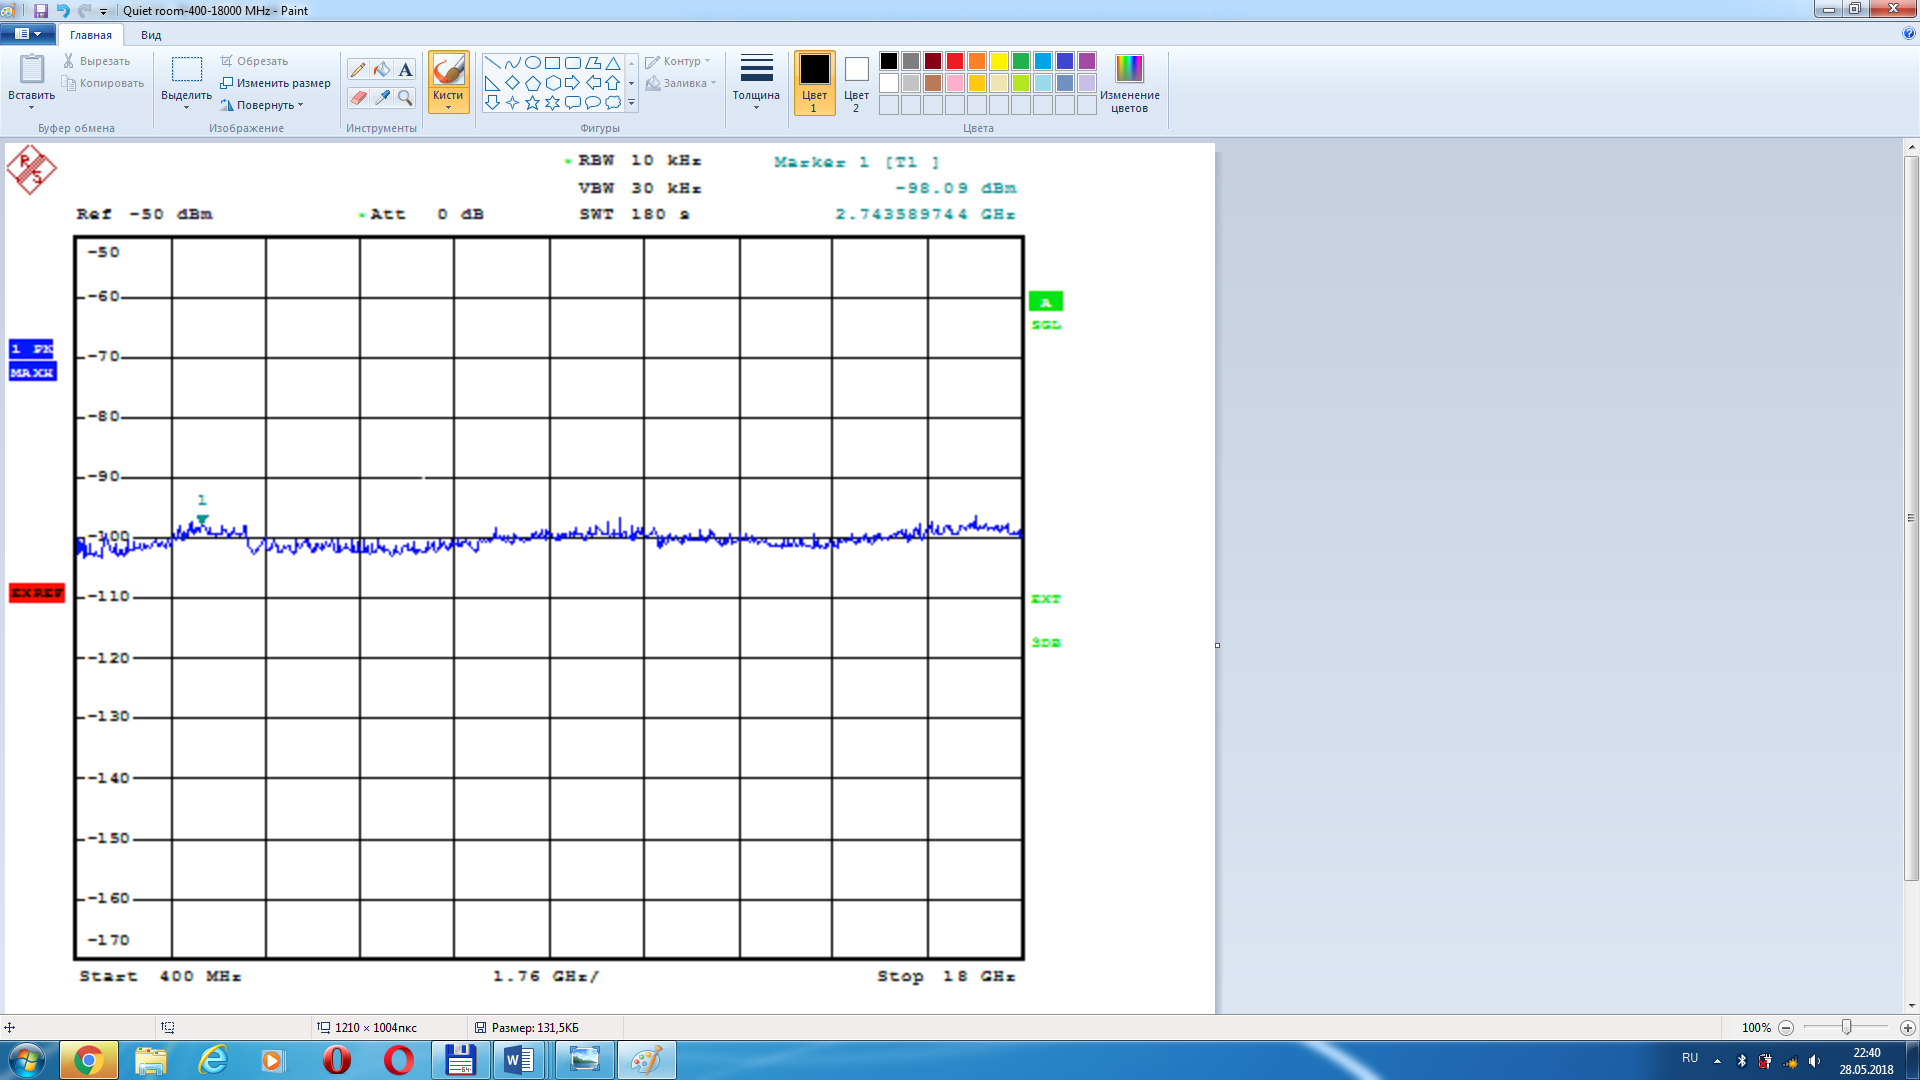 Quiet room-400-18000 MHz - Paint
Главная Вид
Вставить
Вырезать
Копировать
Буфер обмена
Выделить
Обрезать
Изменить размер
Повернуть
Изображение
A
Инструменты
Кисти
Контур
Заливка
Фигуры
Толщина
Цвет 1
Цвет 2
Изменение цветов
Цвета
R S
RBW 10 kHz
Marker 1 [T1 ]
VBW 30 kHz
-98.09 dBm
Ref -50 dBm
Att 0 dB
SWT 180 s
2.743589744 GHz
-50
-60
A
SGL
1 PK
MAXH
-70
-80
-90
1
-100
EXREF
-110
EXT
3DB
-120
-130
-140
-150
-160
-170
Start 400 MHz
1.76 GHz/
Stop 18 GHz
1210 × 1004пкс
Размер: 131,5КБ
100%
64
W
RU
22:40
28.05.2018